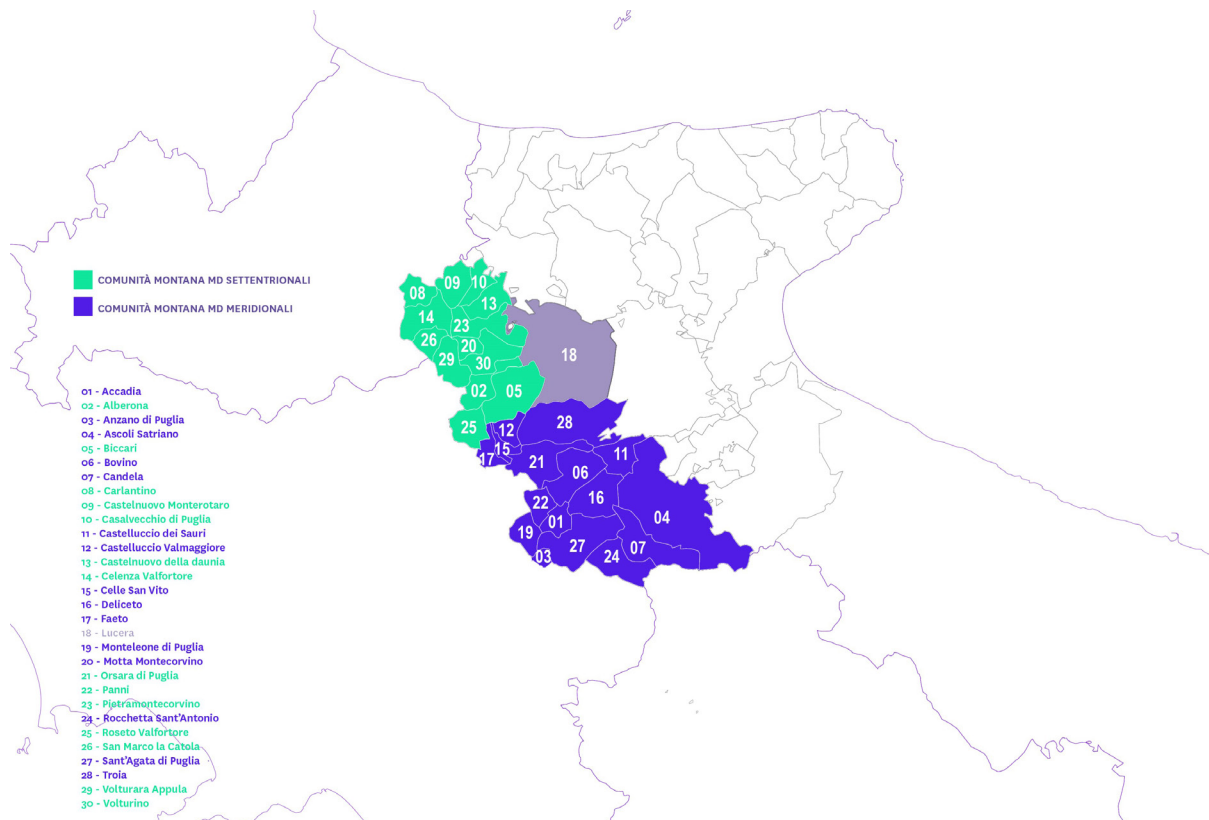 COMUNITÀ MONTANA MD SETTENTRIONALI
COMUNITÀ MONTANA MD MERIDIONALI
09
10
08
13
14
23
26
20
29
30
18
02
05
25
28
12
15
17
21
11
06
22
16
01
04
19
27
07
03
24
01 - Accadia
02 - Alberona
03 - Anzano di Puglia
04 - Ascoli Satriano
05 - Biccari
06 - Bovino
07 - Candela
08 - Carlantino
09 - Castelnuovo Monterotaro
10 - Casalvecchio di Puglia
11 - Castelluccio dei Sauri
12 - Castelluccio Valmaggiore
13 - Castelnuovo della daunia
14 - Celenza Valfortore
15 - Celle San Vito
16 - Deliceto
17 - Faeto
18 - Lucera
19 - Monteleone di Puglia
20 - Motta Montecorvino
21 - Orsara di Puglia
22 - Panni
23 - Pietramontecorvino
24 - Rocchetta Sant'Antonio
25 - Roseto Valfortore
26 - San Marco la Catola
27 - Sant'Agata di Puglia
28 - Troia
29 - Volturara Appula
30 - Volturino